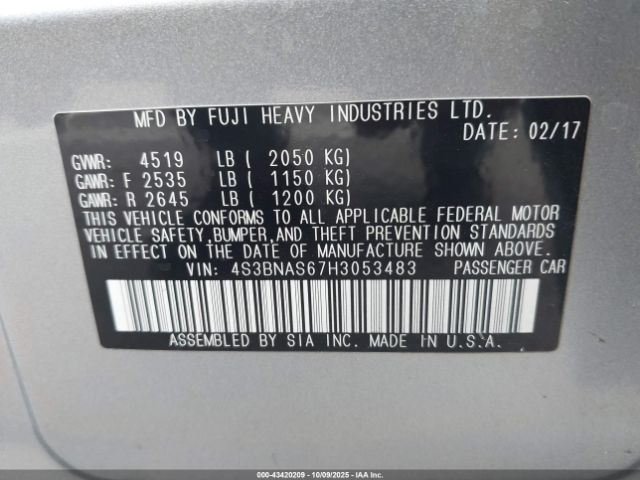 MFD BY FUJI HEAVY INDUSTRIES LTD.
DATE: 02/17
GVWR: 4519 LB ( 2050 KG)
GAWR: F 2535 LB ( 1150 KG)
GAWR: R 2645 LB ( 1200 KG)
THIS VEHICLE CONFORMS TO ALL APPLICABLE FEDERAL MOTOR
VEHICLE SAFETY, BUMPER, AND THEFT PREVENTION STANDARDS
IN EFFECT ON THE DATE OF MANUFACTURE SHOWN ABOVE.
VIN: 4S3BNAS67H3053483 PASSENGER CAR
ASSEMBLED BY SIA INC. MADE IN U.S.A.
000-43420209 - 10/09/2025 - IAAI.COM